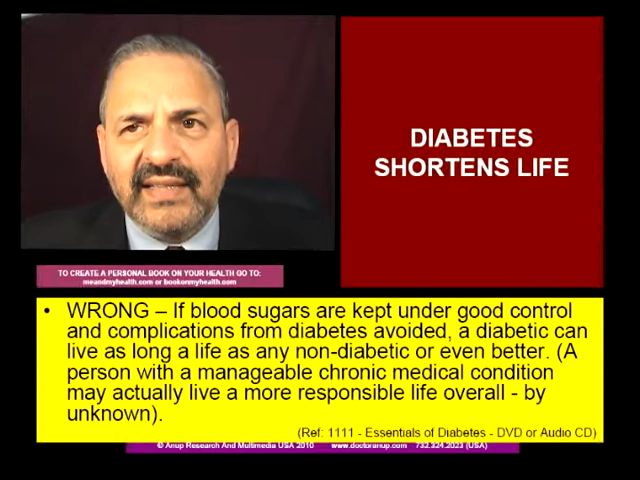 DIABETES
SHORTENS LIFE
TO CREATE A PERSONAL BOOK ON YOUR HEALTH GO TO:
meandmyhealth.com or bookonmyhealth.com
• WRONG – If blood sugars are kept under good control
and complications from diabetes avoided, a diabetic can
live as long a life as any non-diabetic or even better. (A
person with a manageable chronic medical condition
may actually live a more responsible life overall - by
unknown).
(Ref: 1111 - Essentials of Diabetes - DVD or Audio CD)
© Anup Research And Multimedia USA 2010 www.doctoranup.com 732.324.2023 (USA)